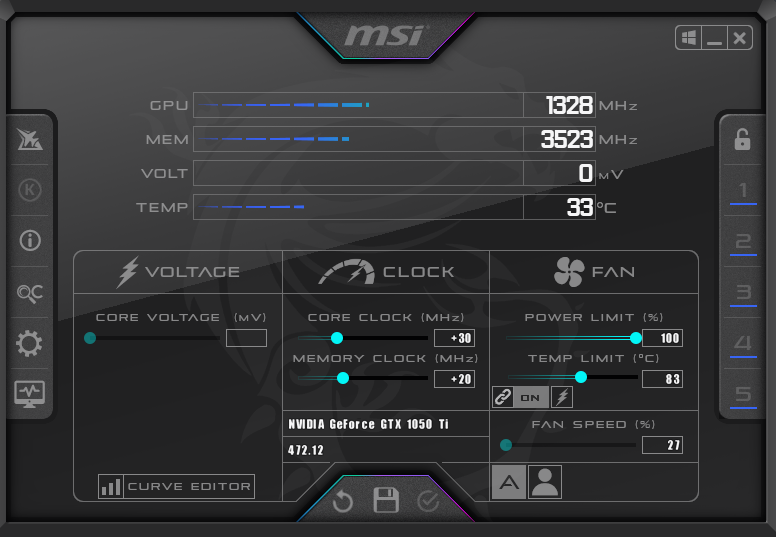 msi
GPU 1328 MHz
MEM 3523 MHz
VOLT 0 MV
TEMP 33 °C
K
1
2
3
4
5
VOLTAGE CLOCK FAN
CORE VOLTAGE (MV)
CORE CLOCK (MHz)
+30
MEMORY CLOCK (MHz)
+20
POWER LIMIT (%)
100
TEMP LIMIT (°C)
83
ON
NVIDIA GeForce GTX 1050 Ti
472.12
FAN SPEED (%)
27
CURVE EDITOR
A